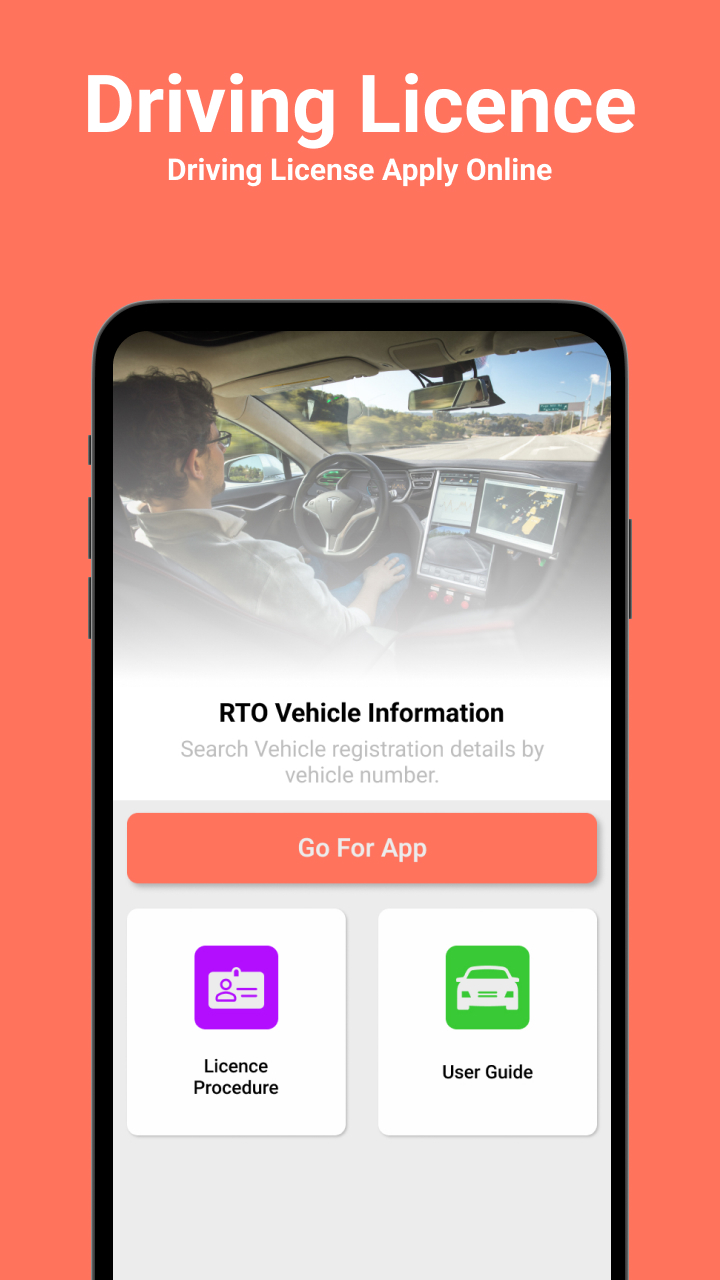 Driving Licence
Driving License Apply Online
RTO Vehicle Information
Search Vehicle registration details by
vehicle number.
Go For App
Licence
Procedure
User Guide